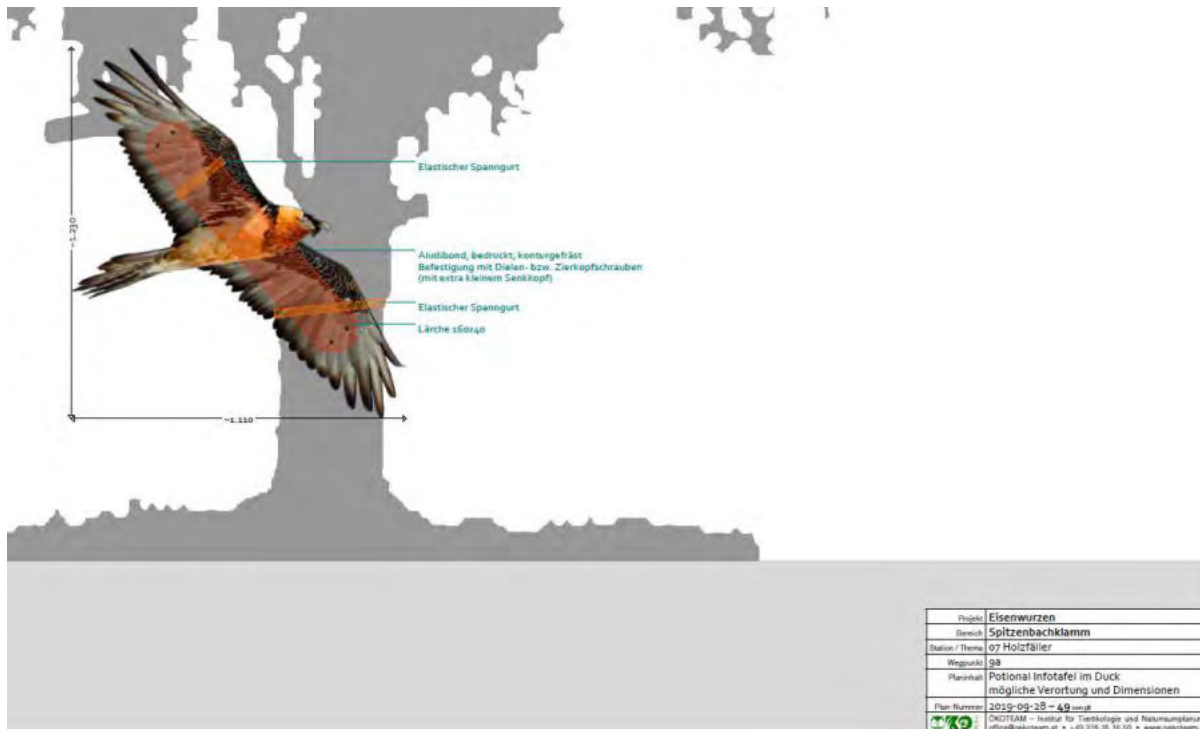 Elastischer Spanngurt
~1.230
Aludibond, bedruckt, konturgefräst
Befestigung mit Dielen- bzw. Zierkopfschrauben
(mit extra kleinem Senkkopf)
Elastischer Spanngurt
Lärche 160x40
~1.110
Projekt Eisenwurzen
Bereich Spitzenbachklamm
Station / Thema 07 Holzfäller
Wegpunkt 9a
Planinhalt Potional Infotafel im Duck
mögliche Verortung und Dimensionen
Plan-Nummer 2019-09-28 – 49
ÖKOTEAM – Institut für Tierökologie und Naturraumplanung